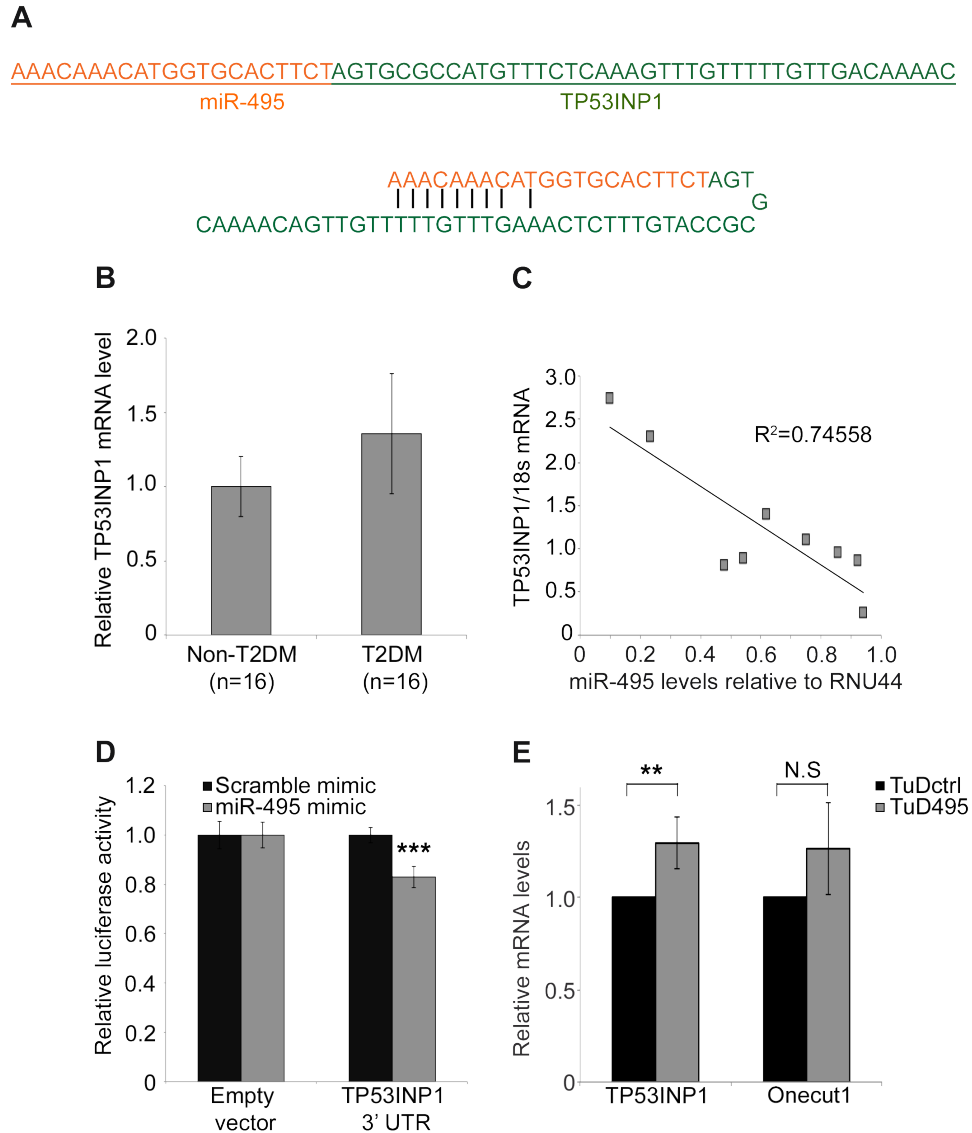 A
AAACAAACATGGTGCACTTCTAGTGCGCCATGTTTCTCAAAGTTTGTTTTTGTTGACAAAAC
miR-495 TP53INP1
AAACAAACATGGTGCACTTCTAGT
G
CAAAACAGTTGTTTTTGTTTGAAACTCTTTGTACCGC
B
Relative TP53INP1 mRNA level
2.0
1.5
1.0
0.5
0
Non-T2DM T2DM
(n=16) (n=16)
C
TP53INP1/18s mRNA
3.0
2.5
2.0
1.5
1.0
0.5
0
R²=0.74558
0 0.2 0.4 0.6 0.8 1.0
miR-495 levels relative to RNU44
D
Relative luciferase activity
1.2
1.0
0.8
0.6
0.4
0.2
0
Scramble mimic
miR-495 mimic
***
Empty TP53INP1
vector 3' UTR
E
Relative mRNA levels
1.5
1.0
0.5
0
** N.S
TuDctrl
TuD495
TP53INP1 Onecut1